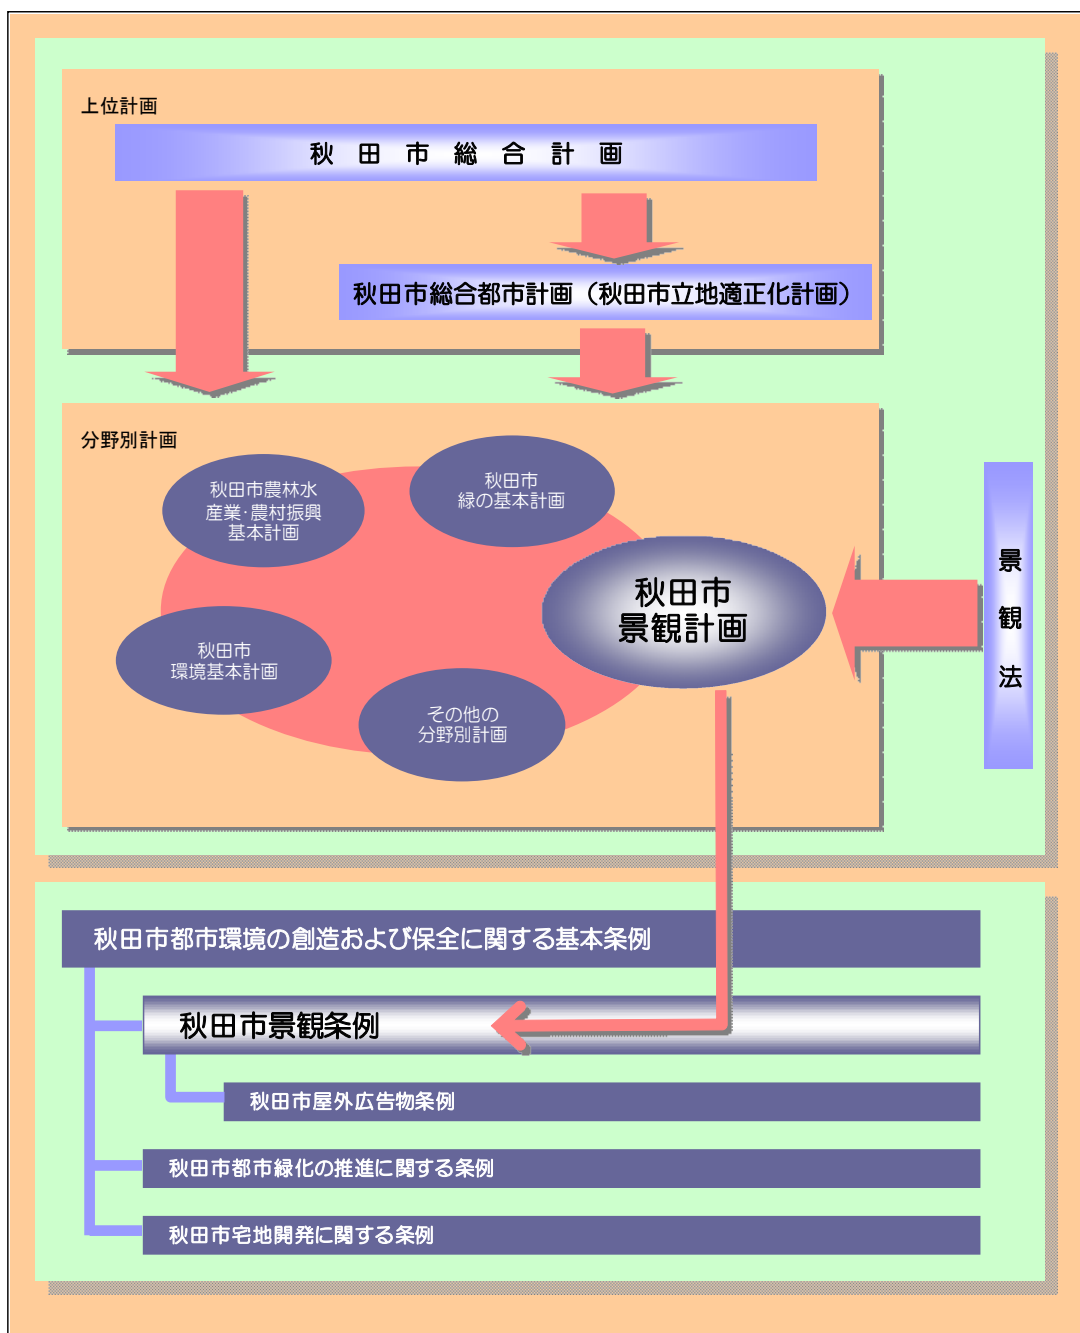 上位計画
秋田市総合計画
秋田市総合都市計画（秋田市立地適正化計画）
分野別計画
秋田市農林水
産業・農村振興
基本計画
秋田市
緑の基本計画
秋田市
景観計画
秋田市
環境基本計画
その他の
分野別計画
景観法
秋田市都市環境の創造および保全に関する基本条例
秋田市景観条例
秋田市屋外広告物条例
秋田市都市緑化の推進に関する条例
秋田市宅地開発に関する条例